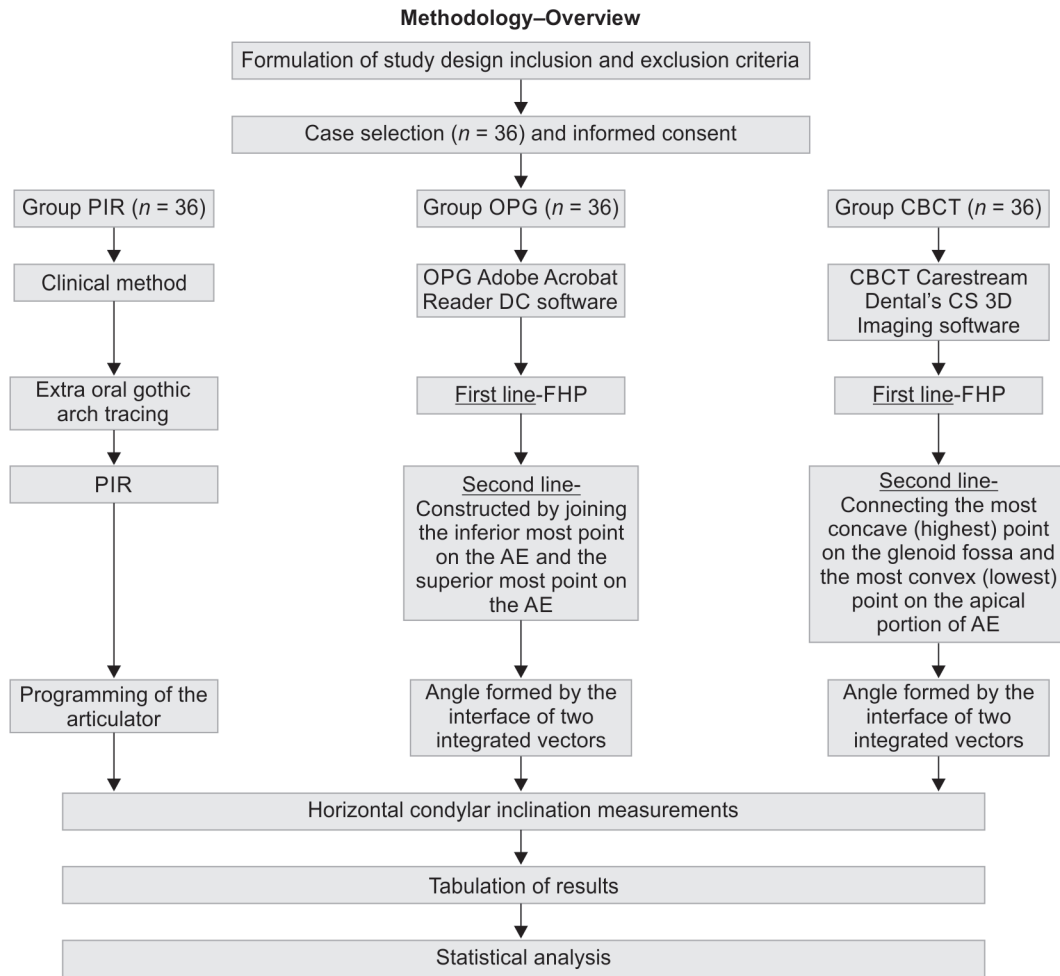 Methodology–Overview
Formulation of study design inclusion and exclusion criteria
Case selection (n = 36) and informed consent
Group PIR (n = 36)
Clinical method
Extra oral gothic
arch tracing
PIR
Programming of the
articulator
Group OPG (n = 36)
OPG Adobe Acrobat
Reader DC software
First line-FHP
Second line-
Constructed by joining
the inferior most point
on the AE and the
superior most point on
the AE
Angle formed by the
interface of two
integrated vectors
Group CBCT (n = 36)
CBCT Carestream
Dental’s CS 3D
Imaging software
First line-FHP
Second line-
Connecting the most
concave (highest) point
on the glenoid fossa and
the most convex (lowest)
point on the apical
portion of AE
Angle formed by the
interface of two
integrated vectors
Horizontal condylar inclination measurements
Tabulation of results
Statistical analysis